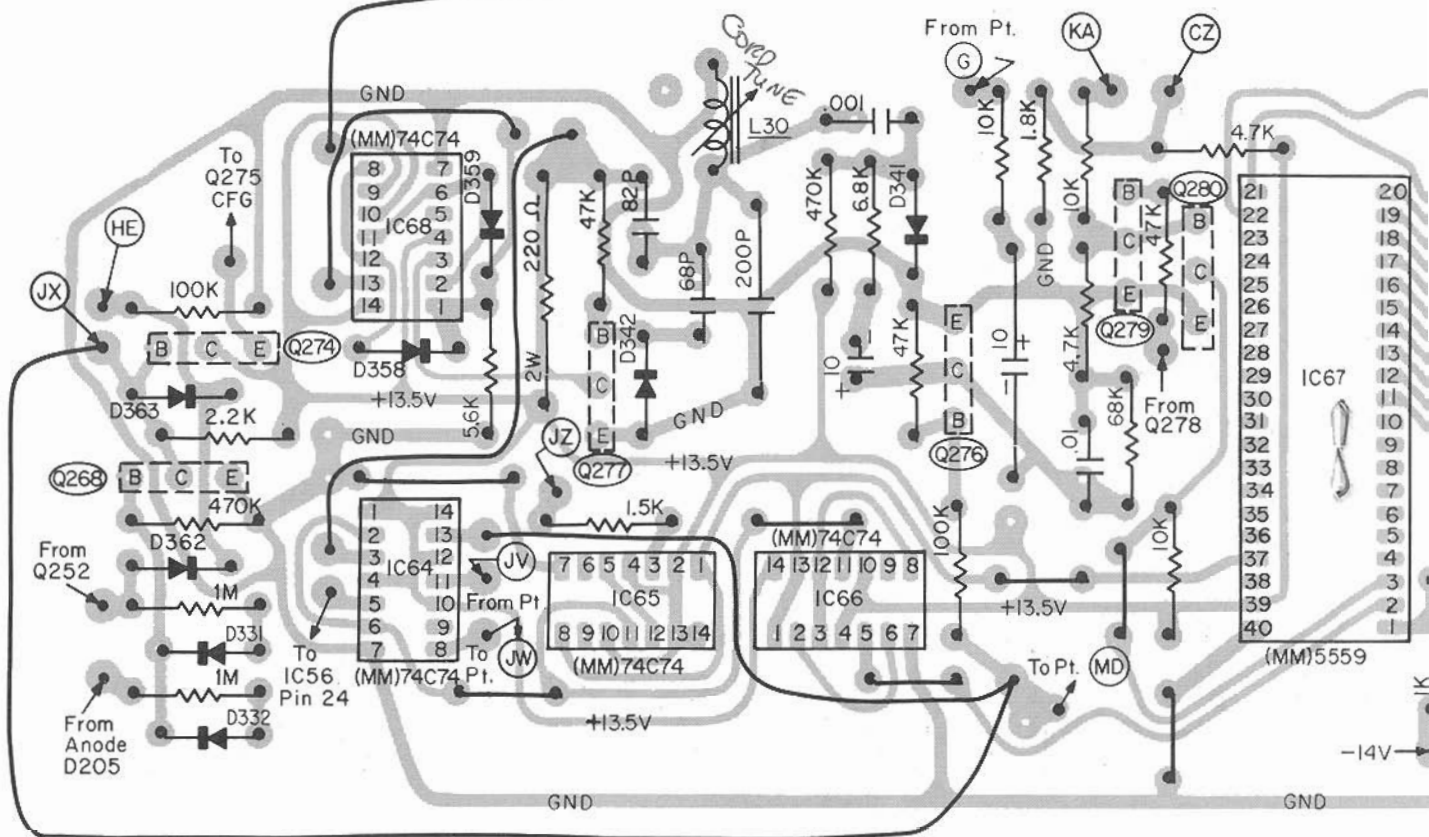 CORD
TUNE
From Pt.
G
KA
CZ
GND
.001
L30
(MM)74C74
4.7K
10K
1.8K
10K
To
Q275
CFG
8 7
9 6
10 5
11 4
12 3
13 2
14 1
IC68
D359
220Ω
2W
47K
82P
68P
200P
470K
6.8K
D341
GND
B
C
E
Q279
47K
Q280
B
C
E
21 20
22 19
23 18
24 17
25 16
26 15
27 14
28 13
29 12
30 11
31 10
32 9
33 8
34 7
35 6
36 5
37 4
38 3
39 2
40 1
IC67
(MM)5559
HE
JX
100K
B C E
Q274
D358
+13.5V
5.6K
D363
2.2K
GND
B
C
E
Q277
D342
GND
+13.5V
10
+
47K
E
C
B
Q276
10
+
-
4.7K
.01
68K
From
Q278
Q268
B C E
470K
D362
JZ
1.5K
From
Q252
1M
D331
1M
D332
From
Anode
D205
1 14
2 13
3 12
4 11
5 10
6 9
7 8
IC64
(MM)74C74
JV
From Pt.
JW
To
Pt.
To
IC56
Pin 24
7 6 5 4 3 2 1
IC65
8 9 10 11 12 13 14
(MM)74C74
(MM)74C74
14 13 12 11 10 9 8
IC66
1 2 3 4 5 6 7
100K
+13.5V
10K
To Pt.
MD
+13.5V
1K
-14V
GND
GND